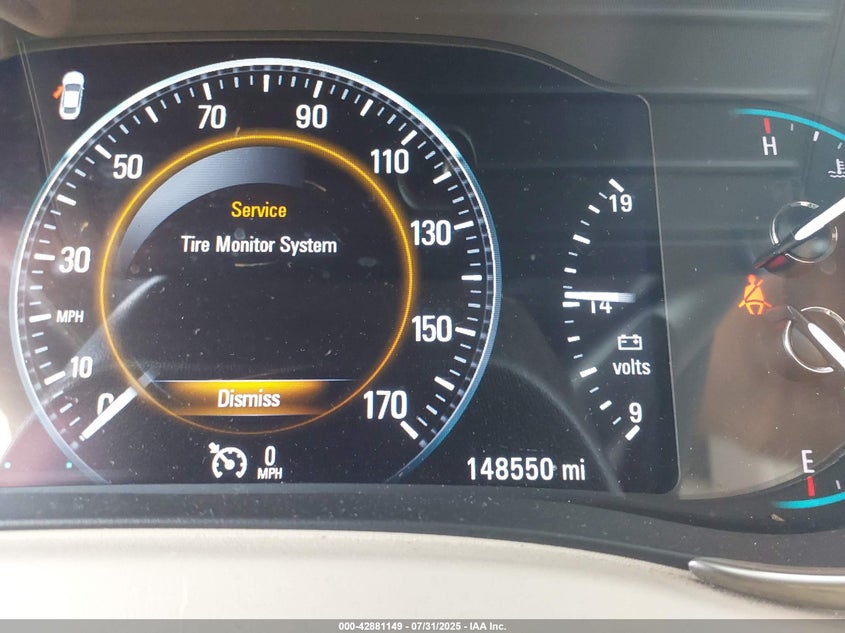 70
90
50
110
Service
19
H
Tire Monitor System
130
30
MPH
14
150
10
volts
0
Dismiss
170
9
0
MPH
148550 mi
E
000-42881149 - 07/31/2025 - IAA Inc.